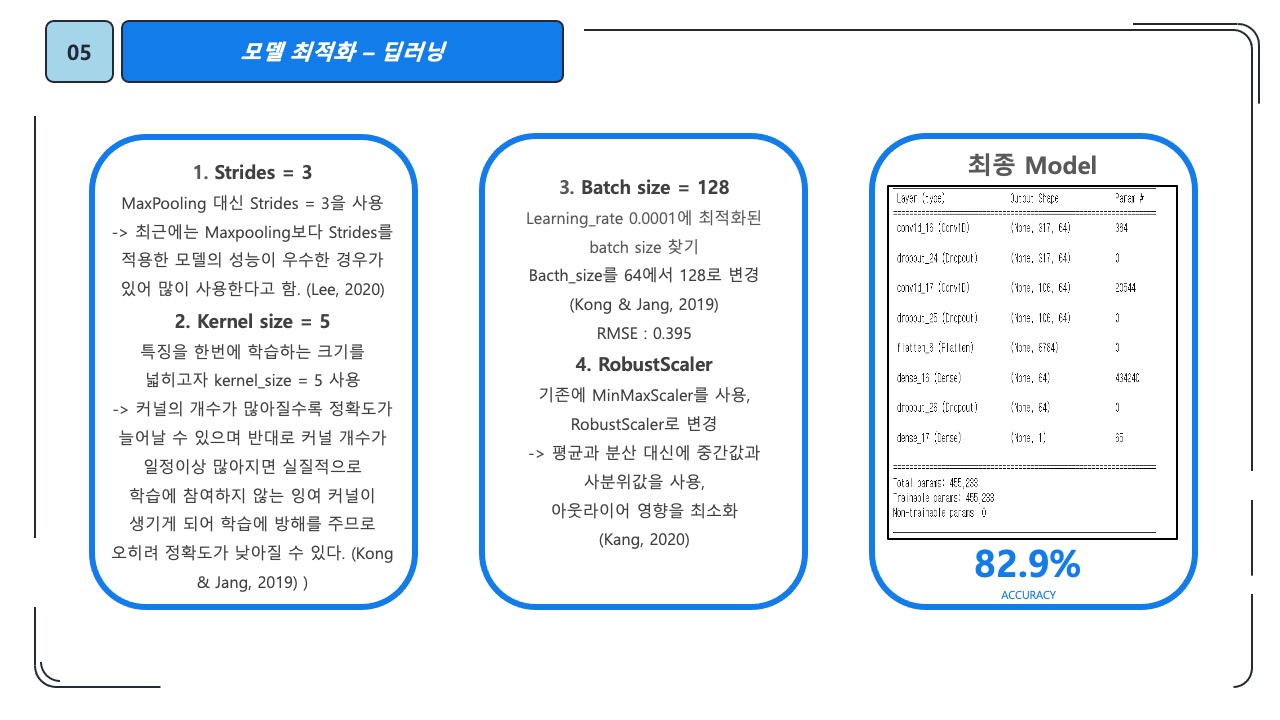 05
모델 최적화 – 딥러닝
1. Strides = 3
MaxPooling 대신 Strides = 3을 사용
-> 최근에는 Maxpooling보다 Strides를
적용한 모델의 성능이 우수한 경우가
있어 많이 사용한다고 함. (Lee, 2020)
2. Kernel size = 5
특징을 한번에 학습하는 크기를
넓히고자 kernel_size = 5 사용
-> 커널의 개수가 많아질수록 정확도가
늘어날 수 있으며 반대로 커널 개수가
일정이상 많아지면 실질적으로
학습에 참여하지 않는 잉여 커널이
생기게 되어 학습에 방해를 주므로
오히려 정확도가 낮아질 수 있다. (Kong
& Jang, 2019) )
3. Batch size = 128
Learning_rate 0.0001에 최적화된
batch size 찾기
Bacth_size를 64에서 128로 변경
(Kong & Jang, 2019)
RMSE : 0.395
4. RobustScaler
기존에 MinMaxScaler를 사용,
RobustScaler로 변경
-> 평균과 분산 대신에 중간값과
사분위값을 사용,
아웃라이어 영향을 최소화
(Kang, 2020)
최종 Model
Layer (type) Output Shape Param #
conv1d_16 (Conv1D) (None, 317, 64) 384
dropout_24 (Dropout) (None, 317, 64) 0
conv1d_17 (Conv1D) (None, 106, 64) 20544
dropout_25 (Dropout) (None, 106, 64) 0
flatten_8 (Flatten) (None, 6784) 0
dense_16 (Dense) (None, 64) 434240
dropout_26 (Dropout) (None, 64) 0
dense_17 (Dense) (None, 1) 65
Total params: 455,233
Trainable params: 455,233
Non-trainable params: 0
82.9%
ACCURACY